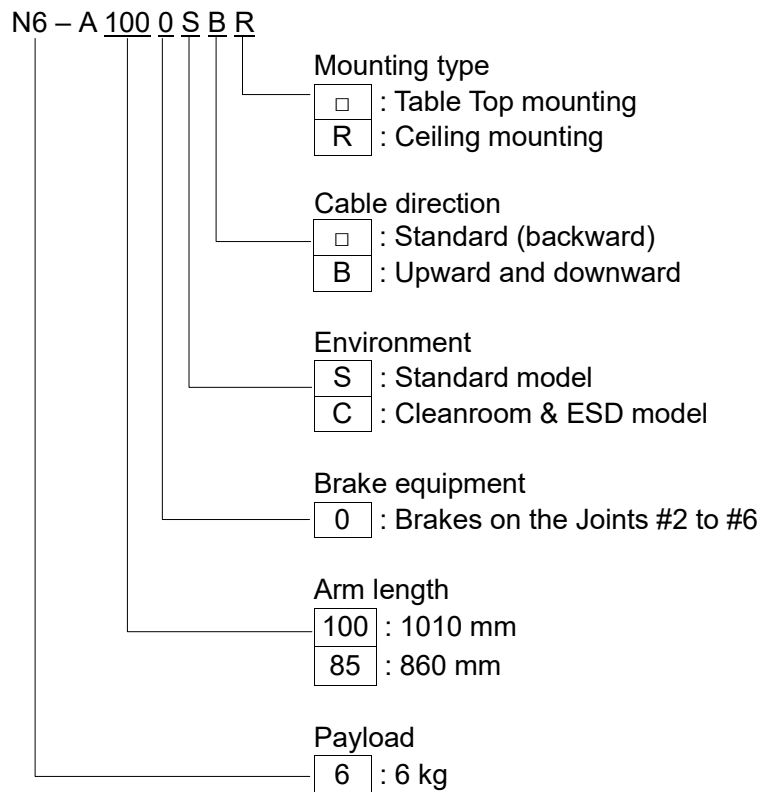 N6 – A 100 0 S B R
Mounting type
□ : Table Top mounting
R : Ceiling mounting
Cable direction
□ : Standard (backward)
B : Upward and downward
Environment
S : Standard model
C : Cleanroom & ESD model
Brake equipment
0 : Brakes on the Joints #2 to #6
Arm length
100 : 1010 mm
85 : 860 mm
Payload
6 : 6 kg